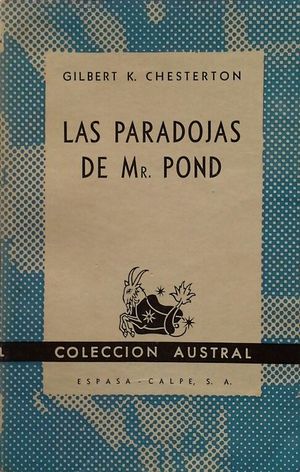 GILBERT K. CHESTERTON
LAS PARADOJAS
DE MR. POND
COLECCION AUSTRAL
ESPASA - CALPE, S. A.